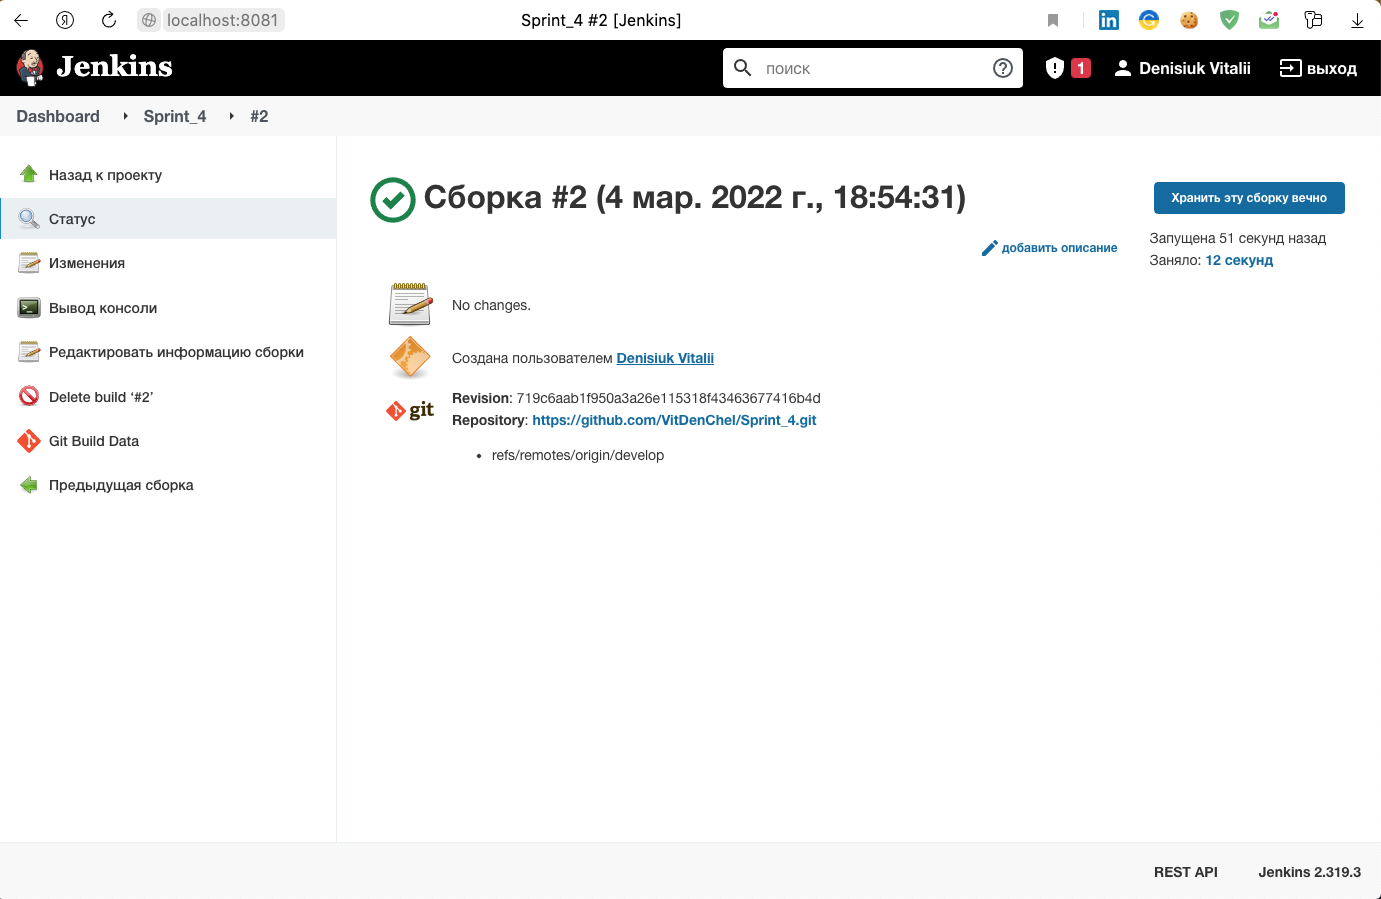 localhost:8081
Sprint_4 #2 [Jenkins]
Jenkins
поиск
1
Denisiuk Vitalii
выход
Dashboard
Sprint_4
#2
Назад к проекту
Статус
Изменения
Вывод консоли
Редактировать информацию сборки
Delete build ‘#2’
Git Build Data
Предыдущая сборка
Сборка #2 (4 мар. 2022 г., 18:54:31)
Хранить эту сборку вечно
добавить описание
Запущена 51 секунд назад
Заняло: 12 секунд
No changes.
Создана пользователем Denisiuk Vitalii
git
Revision: 719c6aab1f950a3a26e115318f43463677416b4d
Repository: https://github.com/VitDenChel/Sprint_4.git
• refs/remotes/origin/develop
REST API
Jenkins 2.319.3